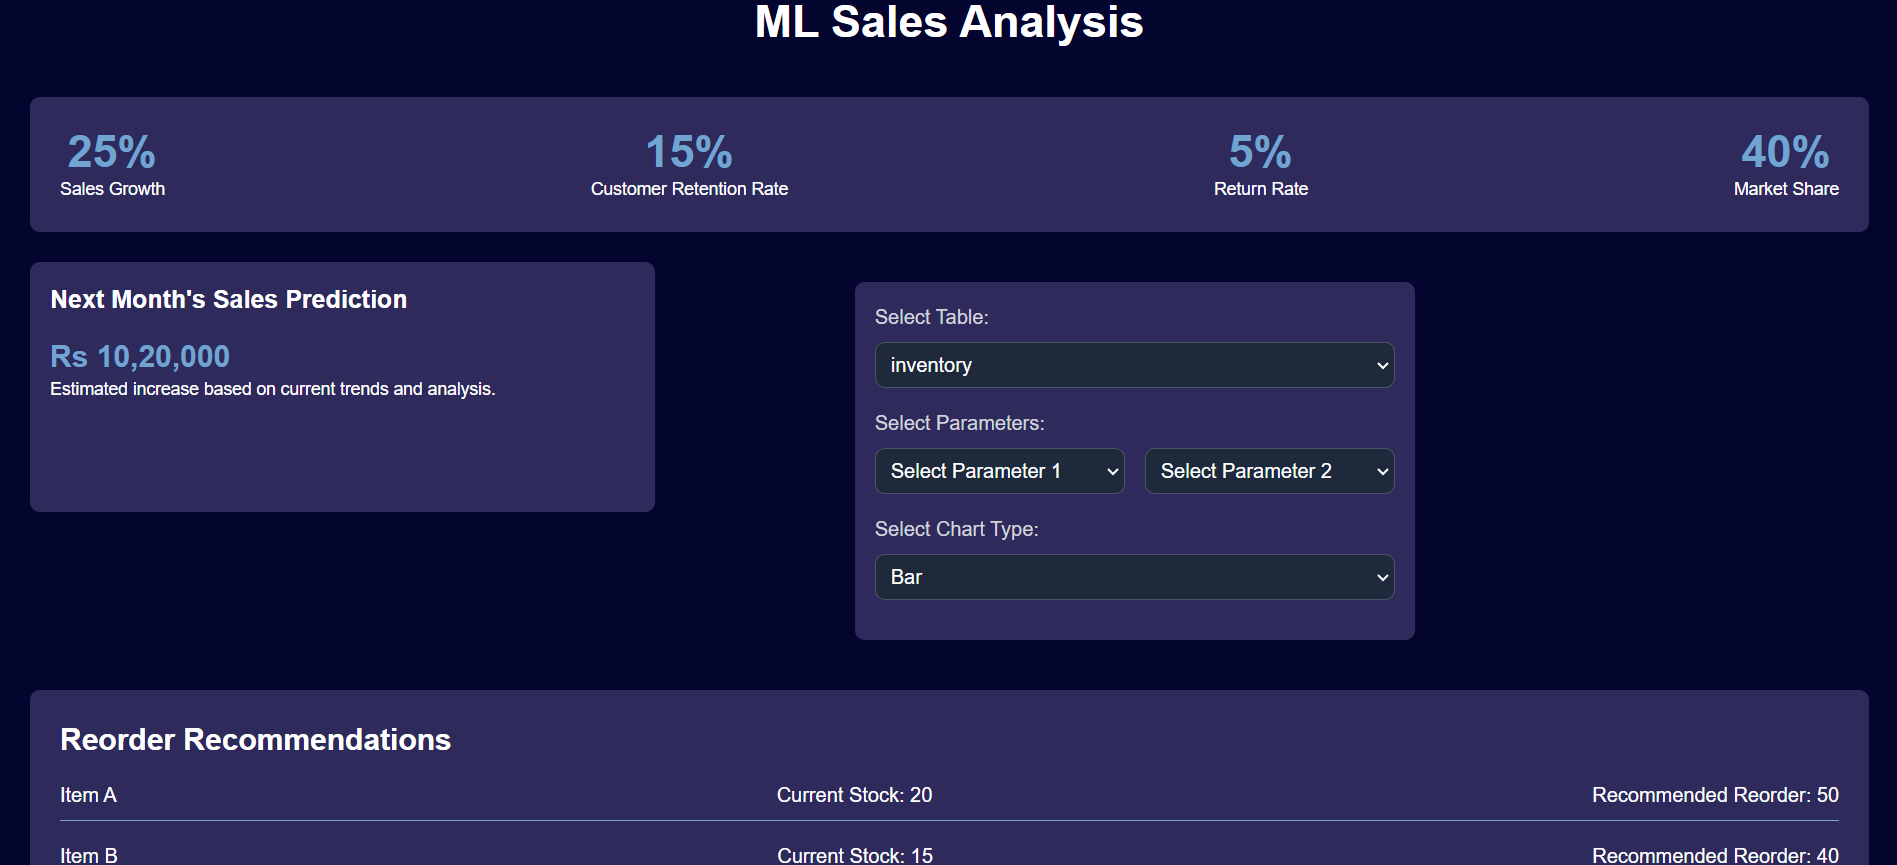 ML Sales Analysis
25%
Sales Growth
15%
Customer Retention Rate
5%
Return Rate
40%
Market Share
Next Month's Sales Prediction
Rs 10,20,000
Estimated increase based on current trends and analysis.
Select Table:
inventory
Select Parameters:
Select Parameter 1
Select Parameter 2
Select Chart Type:
Bar
Reorder Recommendations
Item A Current Stock: 20 Recommended Reorder: 50
Item B Current Stock: 15 Recommended Reorder: 40